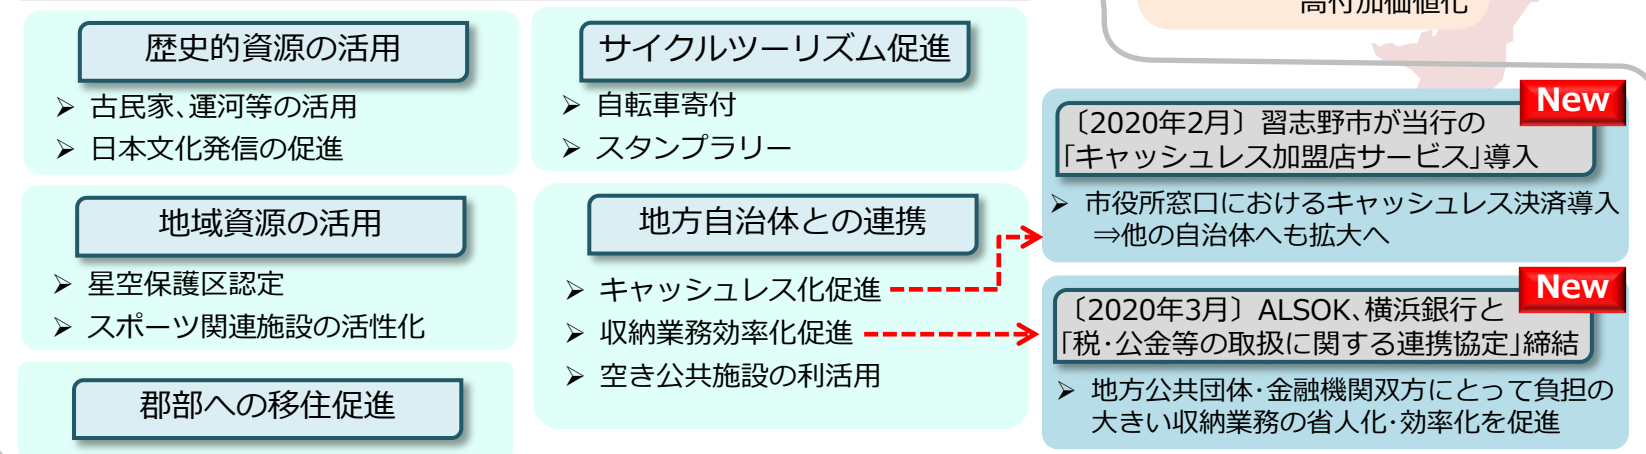 高付加価値化
歴史的資源の活用
➢ 古民家､運河等の活用
➢ 日本文化発信の促進
サイクルツーリズム促進
➢ 自転車寄付
➢ スタンプラリー
地域資源の活用
➢ 星空保護区認定
➢ スポーツ関連施設の活性化
地方自治体との連携
➢ キャッシュレス化促進
➢ 収納業務効率化促進
➢ 空き公共施設の利活用
郡部への移住促進
New
〔2020年2月〕習志野市が当行の
｢キャッシュレス加盟店サービス｣導入
➢ 市役所窓口におけるキャッシュレス決済導入
⇒他の自治体へも拡大へ
New
〔2020年3月〕ALSOK､横浜銀行と
｢税･公金等の取扱に関する連携協定｣締結
➢ 地方公共団体･金融機関双方にとって負担の
大きい収納業務の省人化･効率化を促進